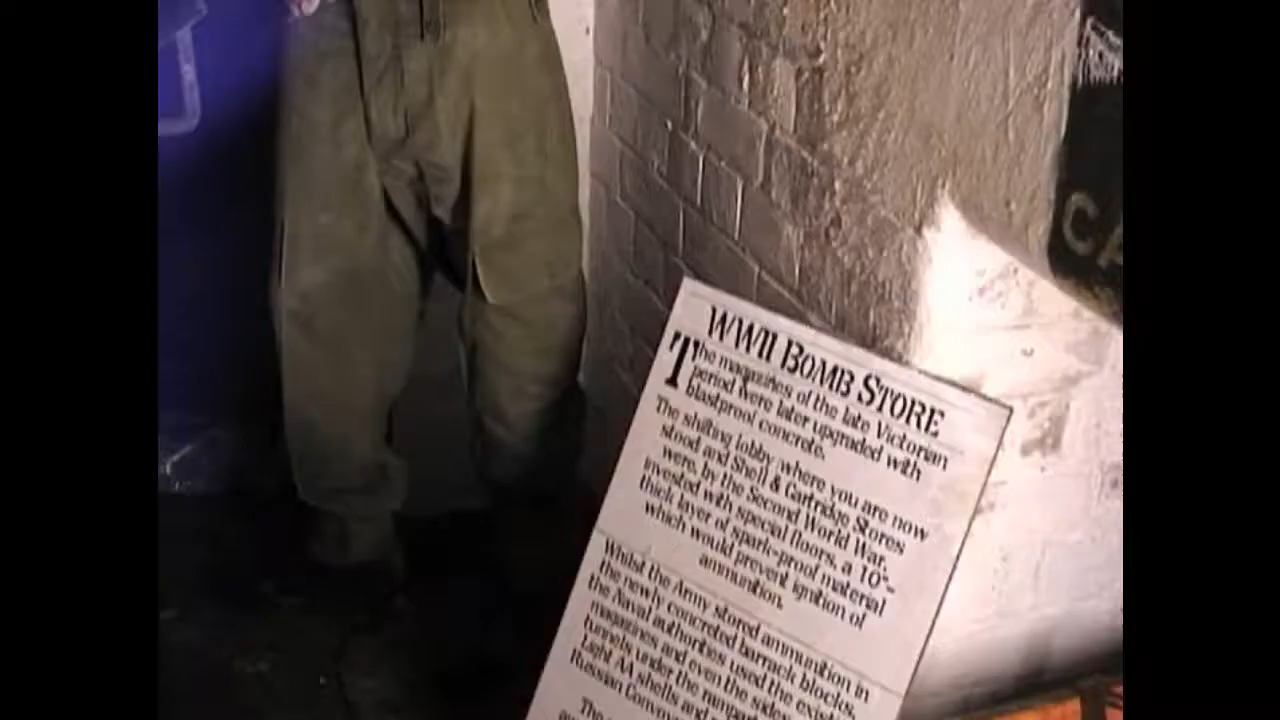 WWII BOMB STORE
The magazines of the late Victorian
period were later upgraded with
blastproof concrete.
The shifting lobby where you are now
stood and Shell & Cartridge Stores
were, by the Second World War,
invested with special floors, a 10"-
thick layer of spark-proof material
which would prevent ignition of
ammunition.
Whilst the Army stored ammunition in
the newly concreted barrack blocks,
the Naval authorities used the
magazines and even the sides
tunnels under the
Light AA shells and
Russian
The
CA